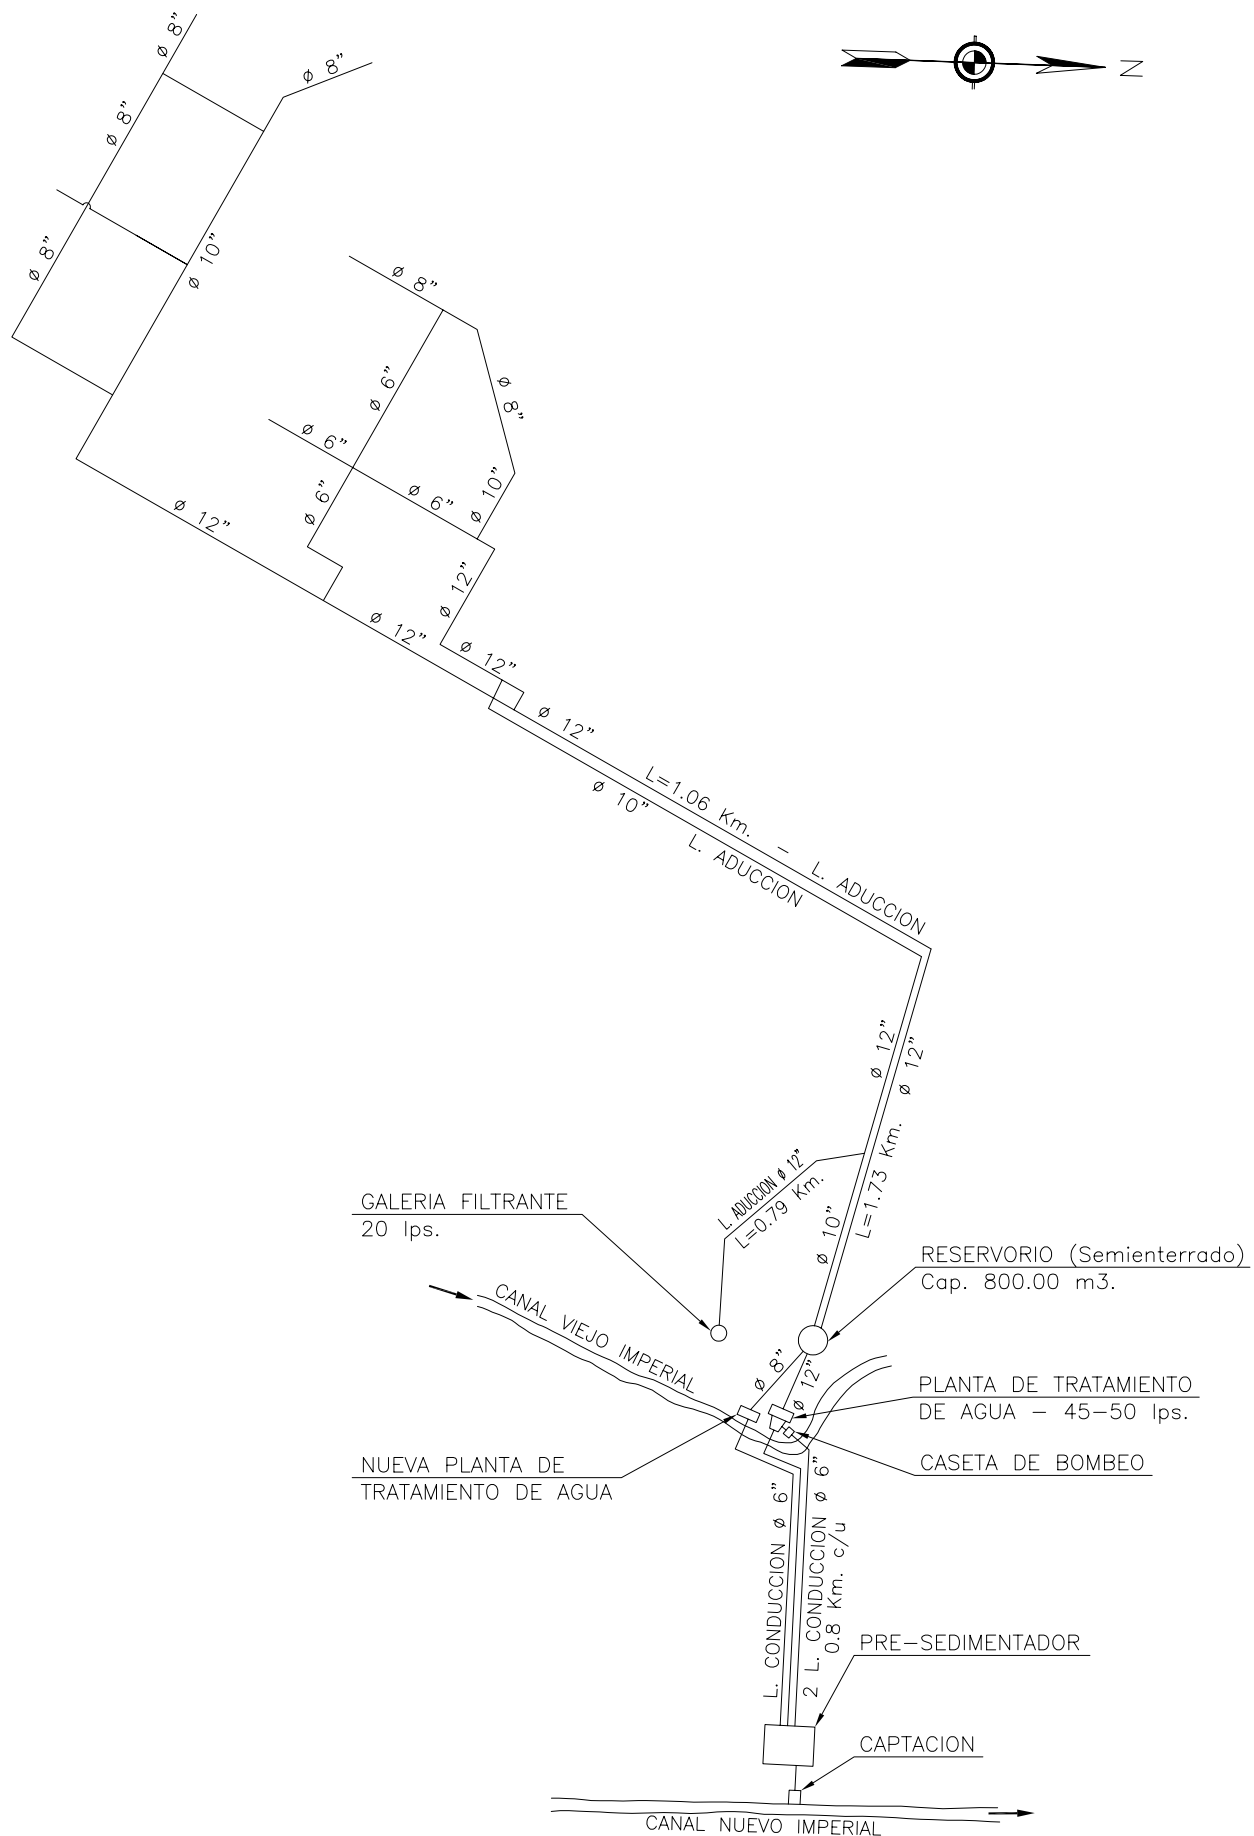 ø 8”
ø 8”
N
ø 8”
ø 8”
ø 10”
ø 8”
ø 6”
ø 8”
ø 6”
ø 6”
ø 6”
ø 10”
ø 12”
ø 12”
ø 12”
ø 12”
ø 12”
L=1.06 Km. – L. ADUCCION
ø 10”
L. ADUCCION
ø 12”
ø 12”
L. ADUCCION ø 12”
L=0.79 Km.
L=1.73 Km.
ø 10”
GALERIA FILTRANTE
20 lps.
RESERVORIO (Semienterrado)
Cap. 800.00 m3.
CANAL VIEJO IMPERIAL
ø 8”
ø 12”
PLANTA DE TRATAMIENTO
DE AGUA – 45–50 lps.
CASETA DE BOMBEO
NUEVA PLANTA DE
TRATAMIENTO DE AGUA
L. CONDUCCION ø 6”
2 L. CONDUCCION ø 6”
0.8 Km. c/u
PRE–SEDIMENTADOR
CAPTACION
CANAL NUEVO IMPERIAL